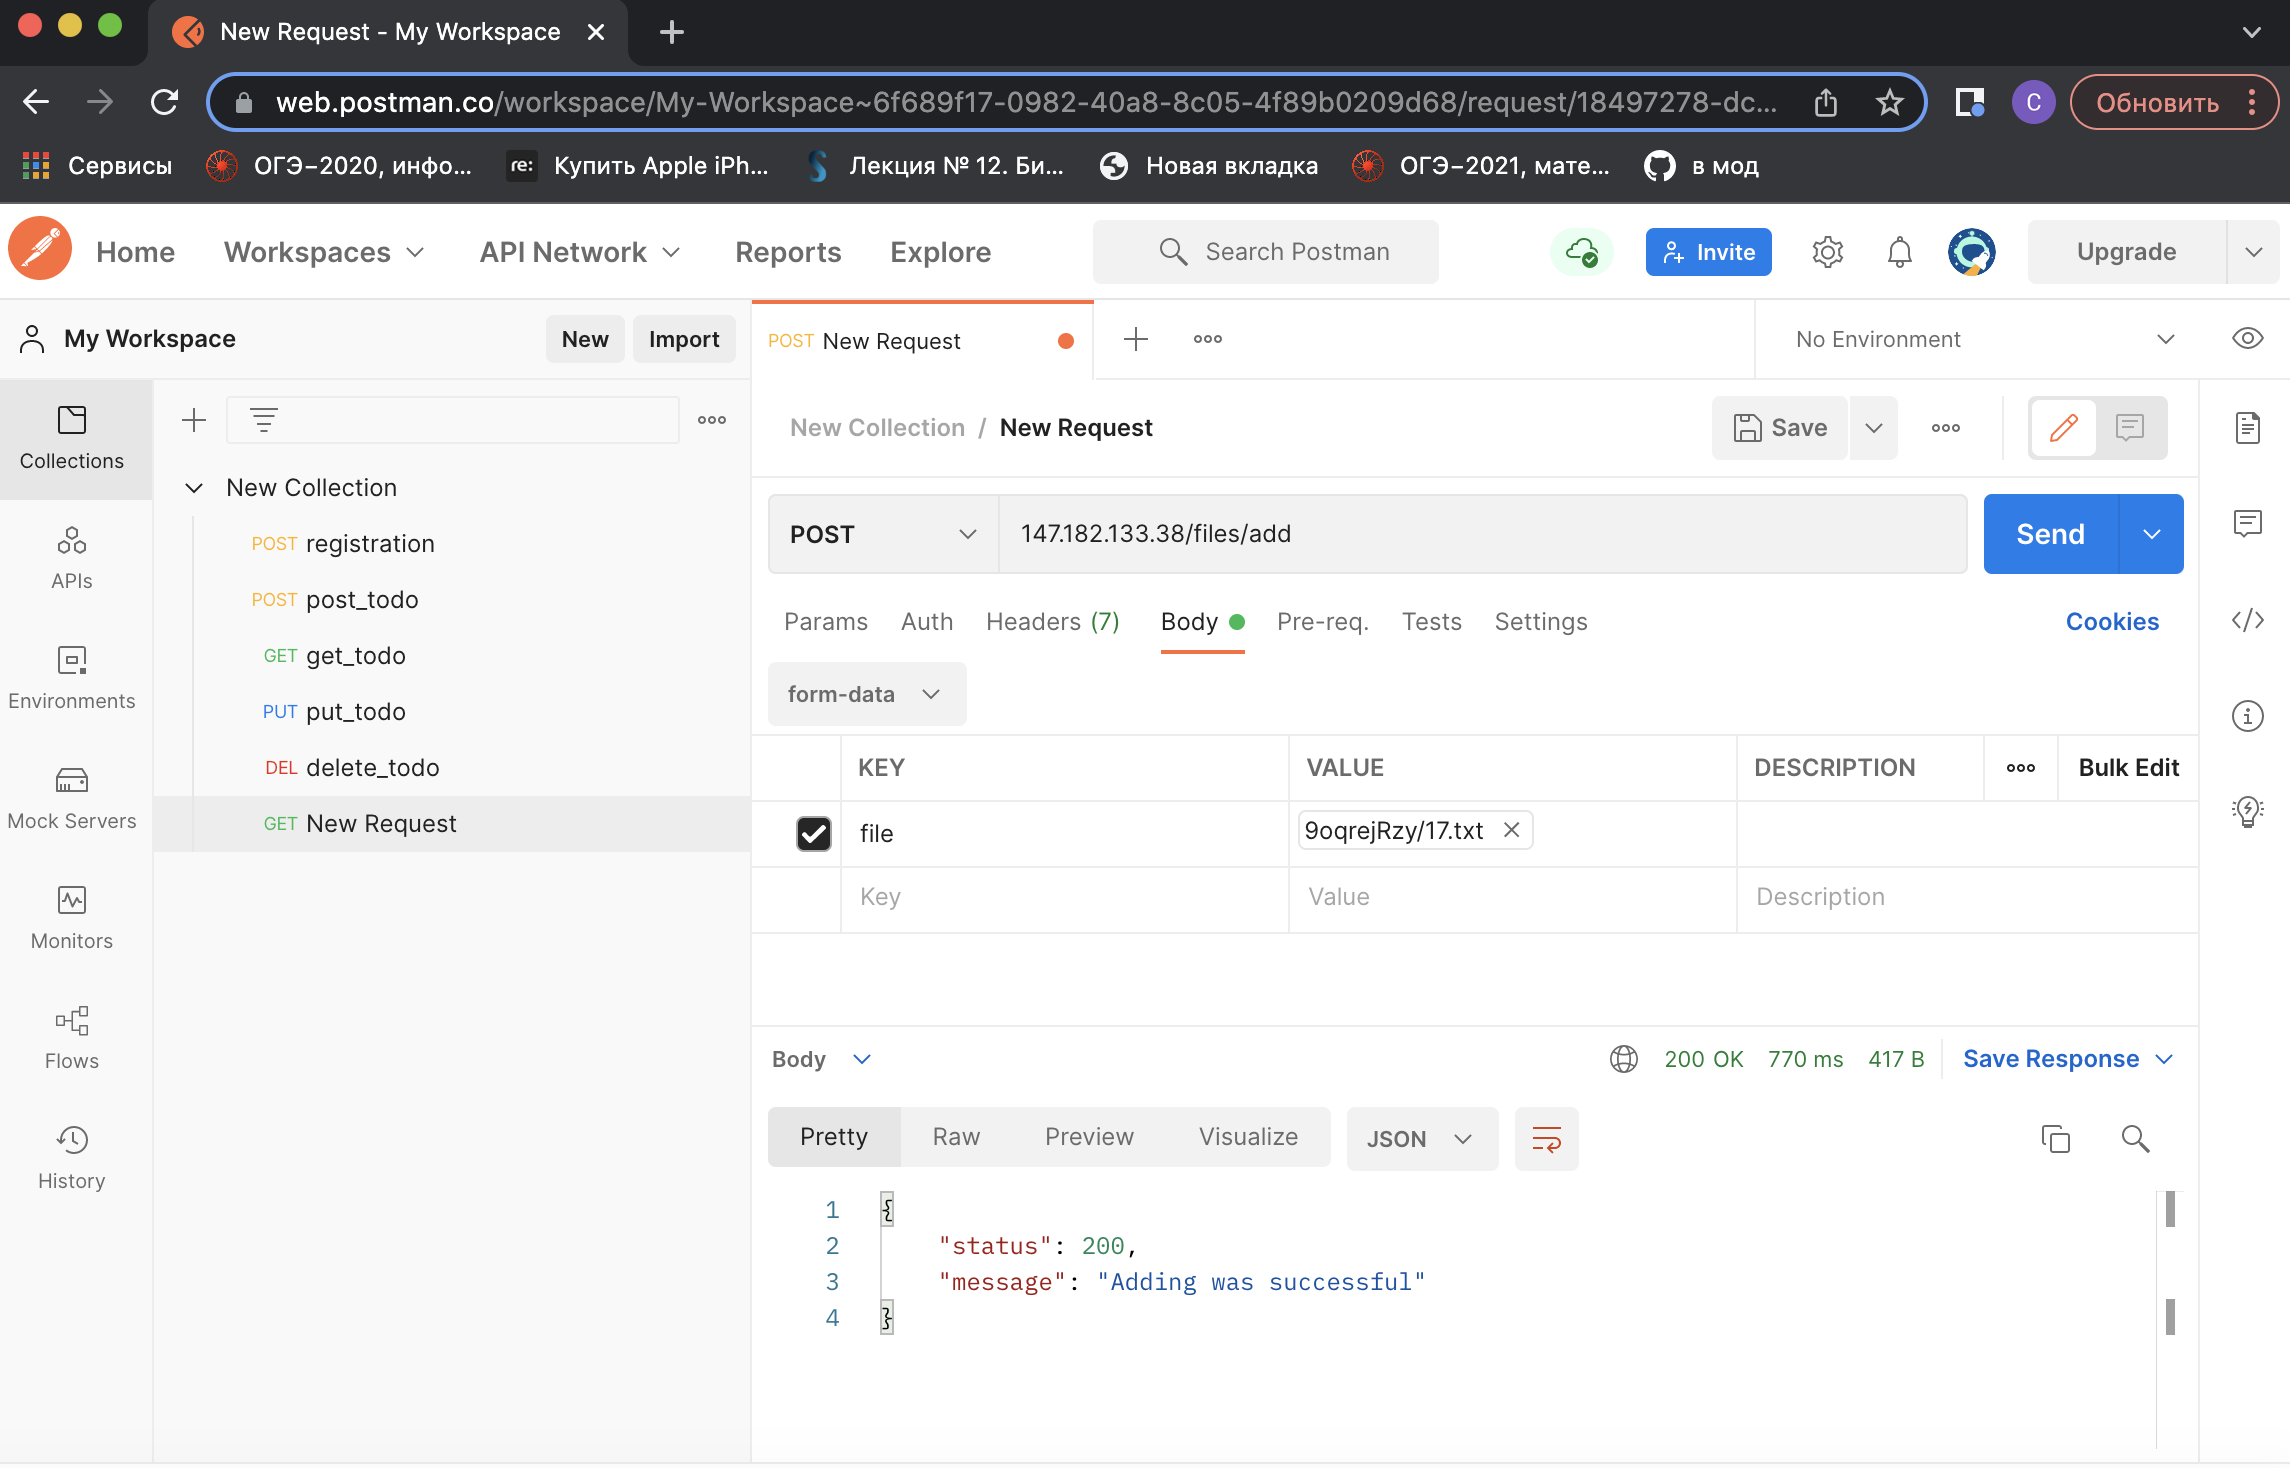 New Request - My Workspace
web.postman.co/workspace/My-Workspace~6f689f17-0982-40a8-8c05-4f89b0209d68/request/18497278-dc...
C
Обновить
Сервисы
ОГЭ–2020, инфо...
re:
Купить Apple iPh...
Лекция № 12. Би...
Новая вкладка
ОГЭ–2021, мате...
в мод
Home
Workspaces
API Network
Reports
Explore
Search Postman
Invite
Upgrade
My Workspace
New
Import
POST New Request
No Environment
Collections
APIs
Environments
Mock Servers
Monitors
Flows
History
New Collection
POST registration
POST post_todo
GET get_todo
PUT put_todo
DEL delete_todo
GET New Request
New Collection / New Request
Save
POST
147.182.133.38/files/add
Send
Params
Auth
Headers (7)
Body
Pre-req.
Tests
Settings
Cookies
form-data
KEY
VALUE
DESCRIPTION
Bulk Edit
file
9oqrejRzy/17.txt
Key
Value
Description
Body
200 OK
770 ms
417 B
Save Response
Pretty
Raw
Preview
Visualize
JSON
1 {
2 "status": 200,
3 "message": "Adding was successful"
4 }